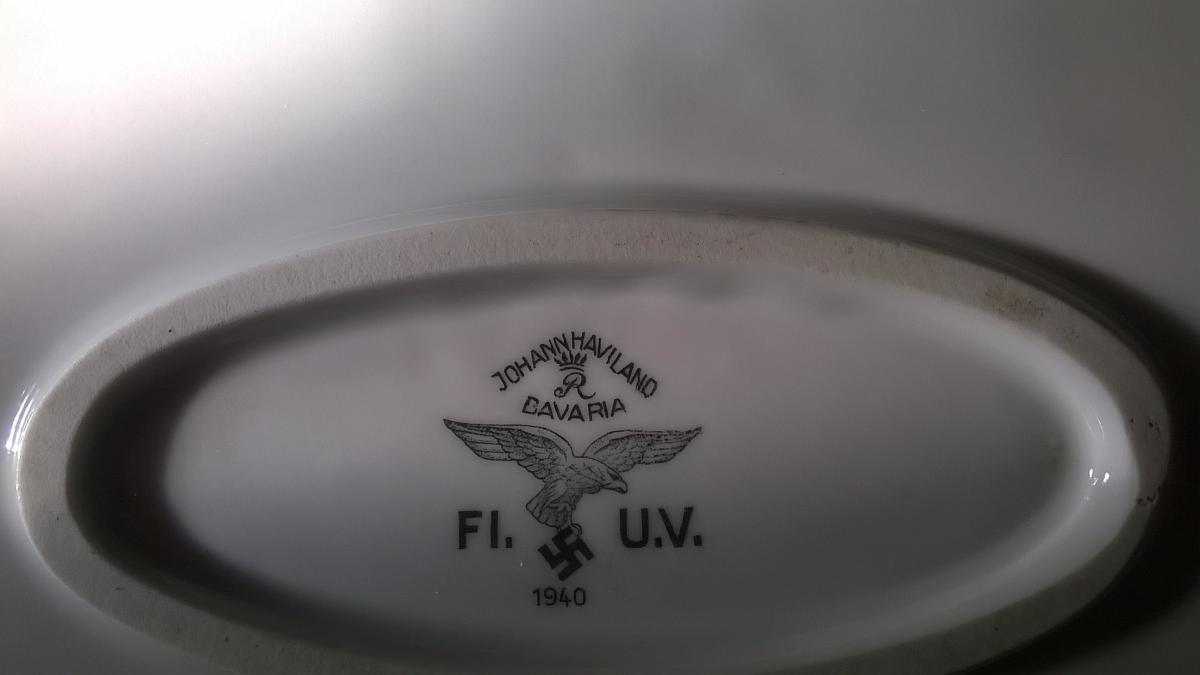 JOHANN HAVILAND
R
BAVARIA
Fl. U.V.
1940